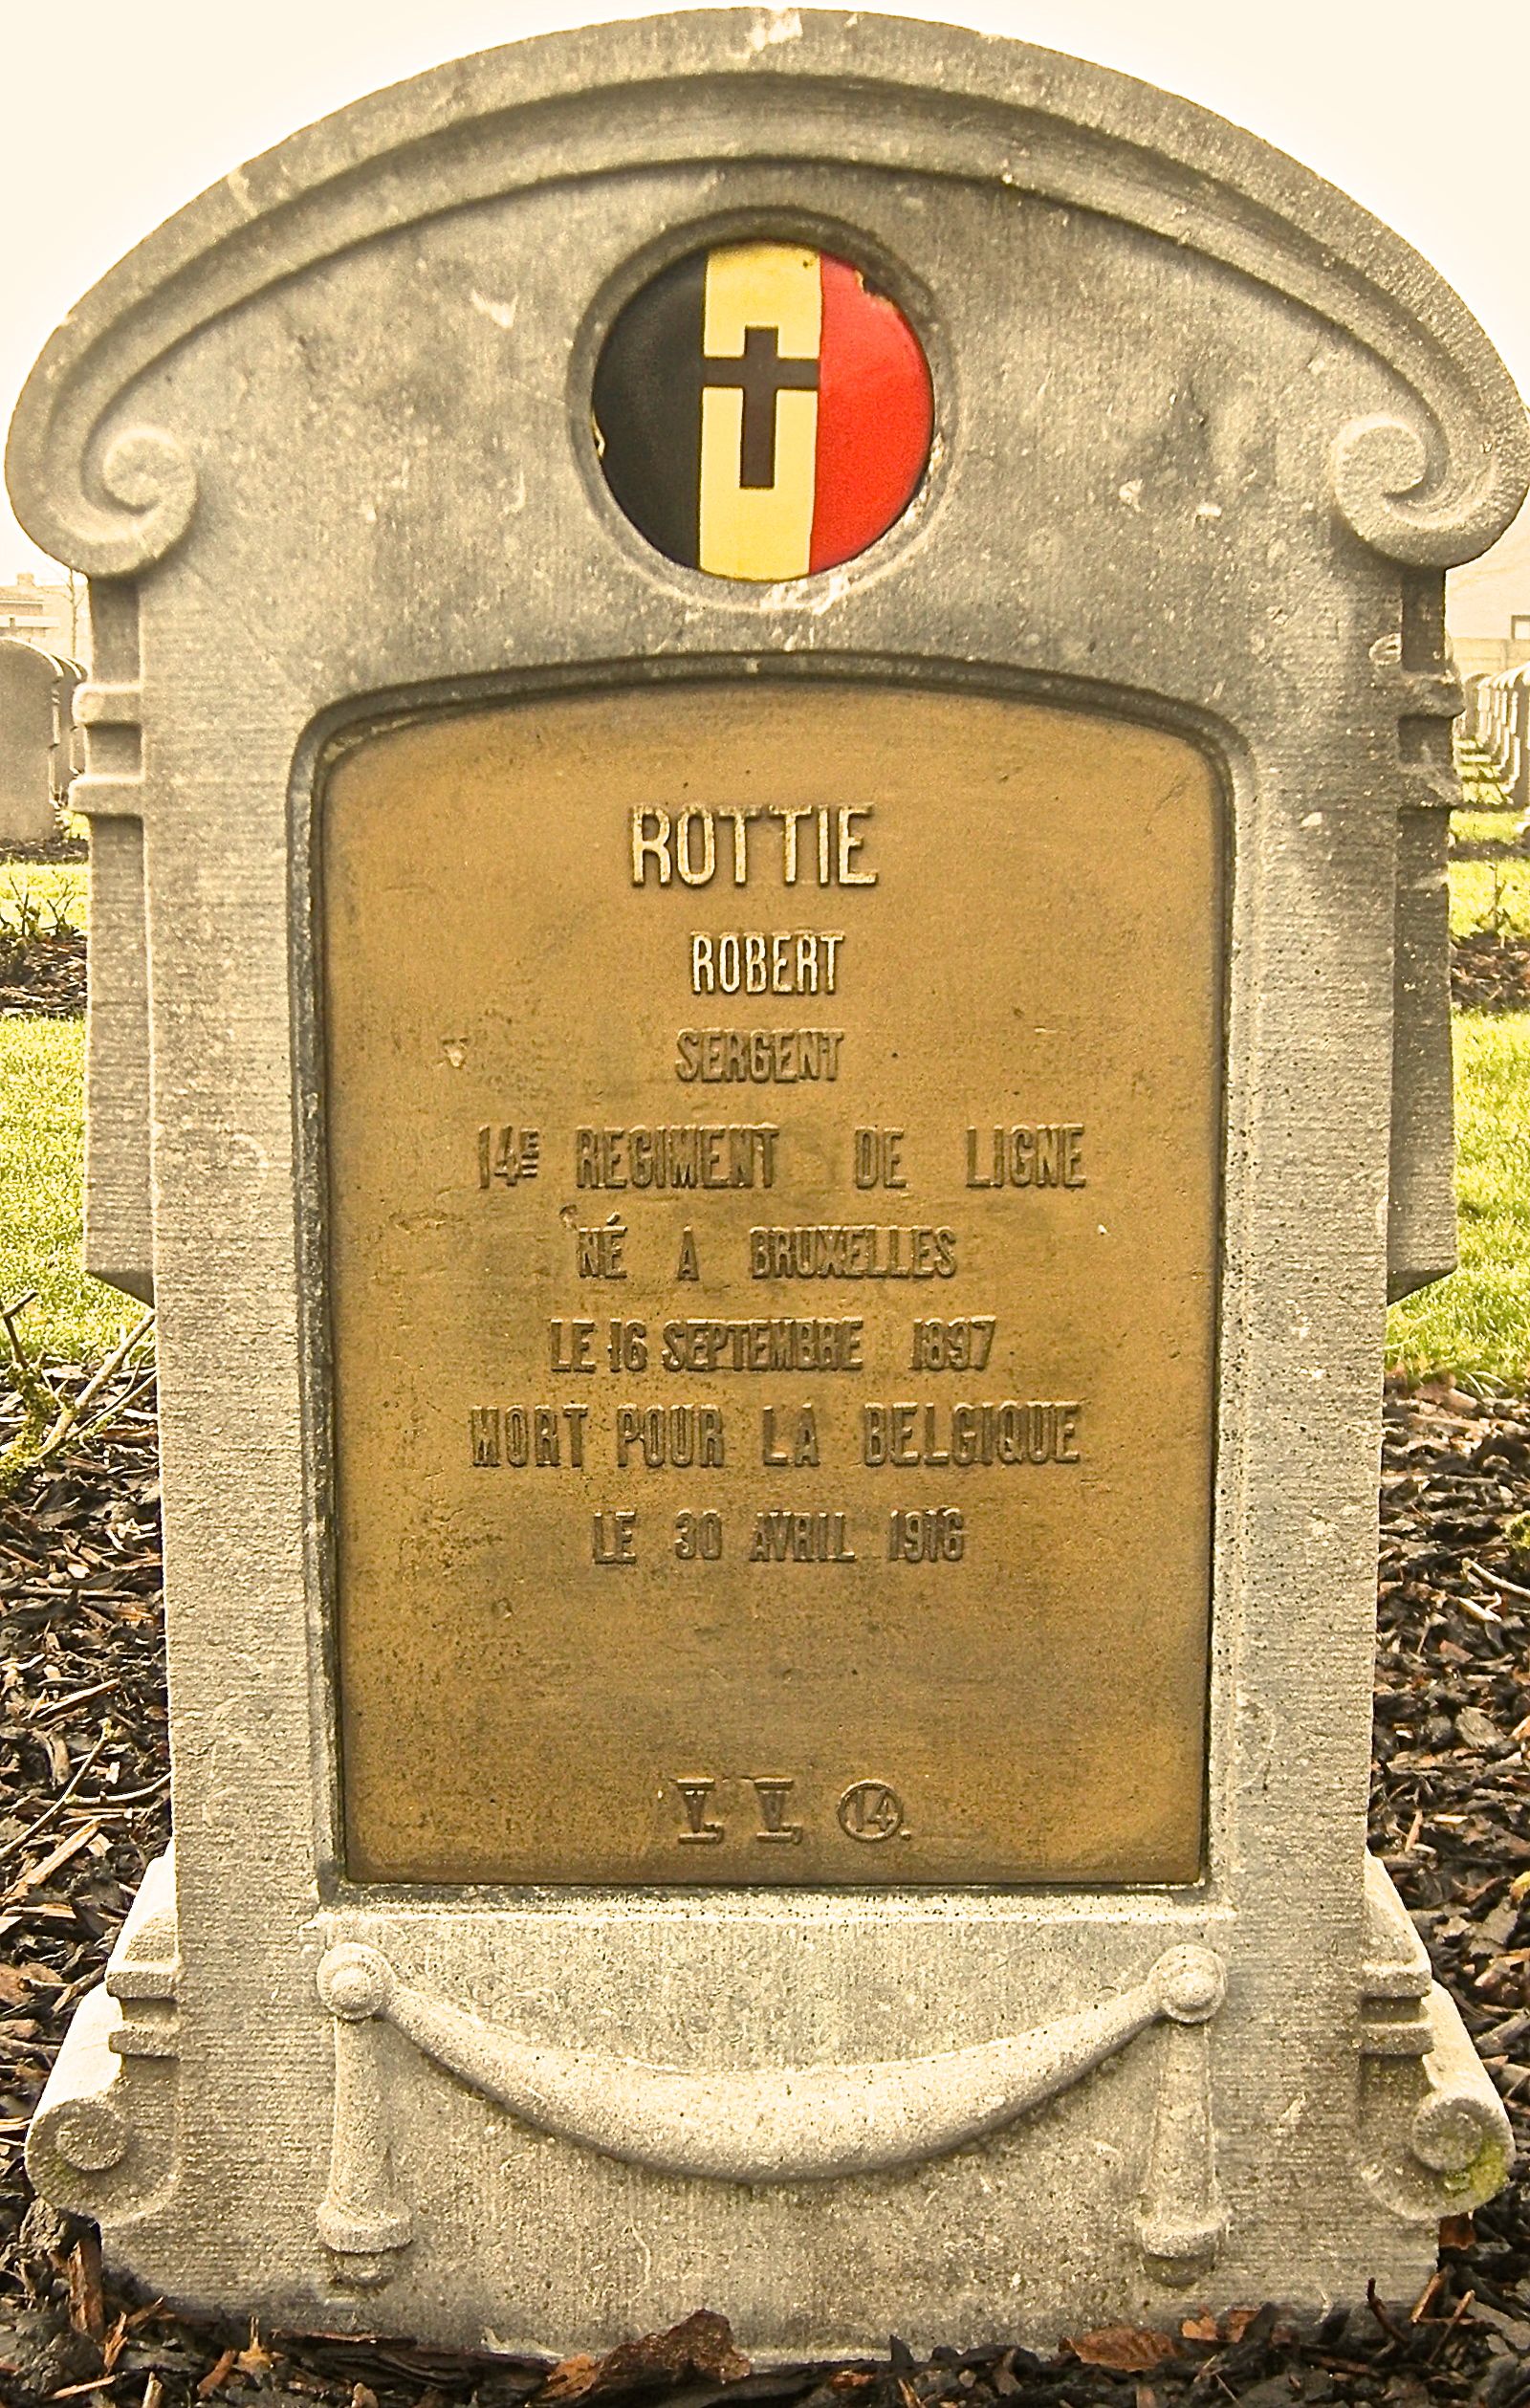 ROTTIE
ROBERT
SERGENT
14E REGIMENT DE LIGNE
NÉ A BRUXELLES
LE 16 SEPTEMBRE 1897
MORT POUR LA BELGIQUE
LE 30 AVRIL 1916
V. V. 14.